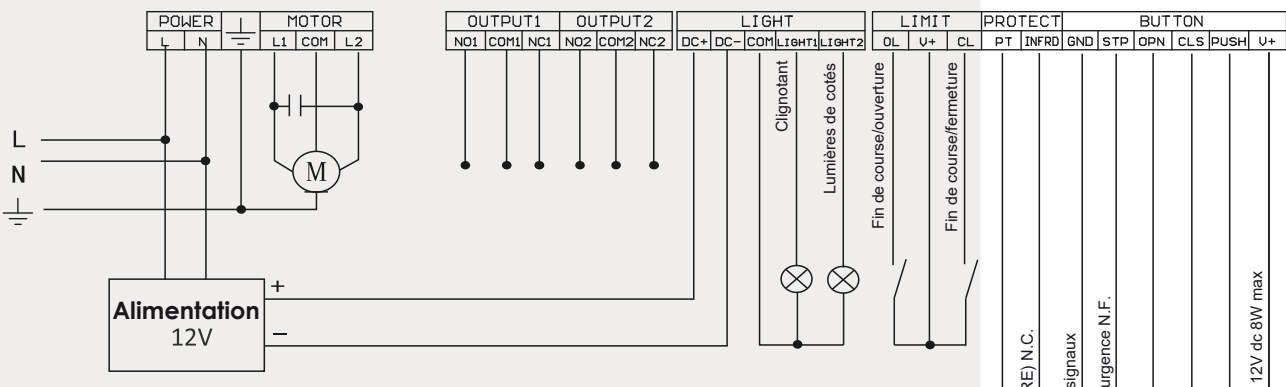 POWER MOTOR OUTPUT1 OUTPUT2 LIGHT LIMIT PROTECT BUTTON
L N L1 COM L2 NO1 COM1 NC1 NO2 COM2 NC2 DC+ DC- COM LIGHT1 LIGHT2 OL V+ CL PT INFRD GND STP OPN CLS PUSH V+
Clignotant
Lumières de cotés
Fin de course/ouverture
Fin de course/fermeture
L
N
M
Alimentation
12V
+
−
RE) N.C.
signaux
urgence N.F.
12V dc 8W max